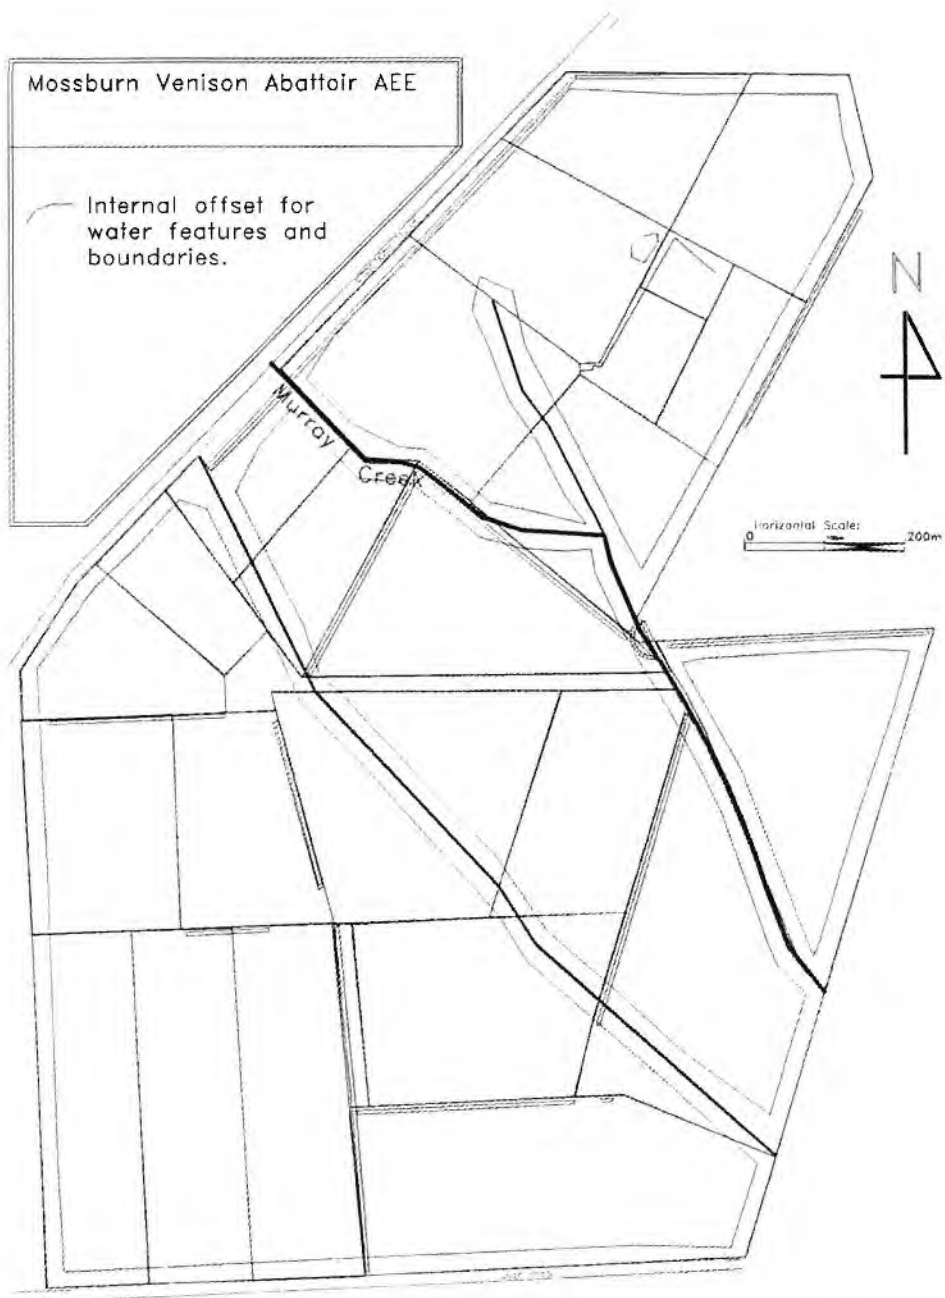 Mossburn Venison Abattoir AEE
Internal offset for
water features and
boundaries.
N
Murray
Creek
Horizontal Scale:
0
200m